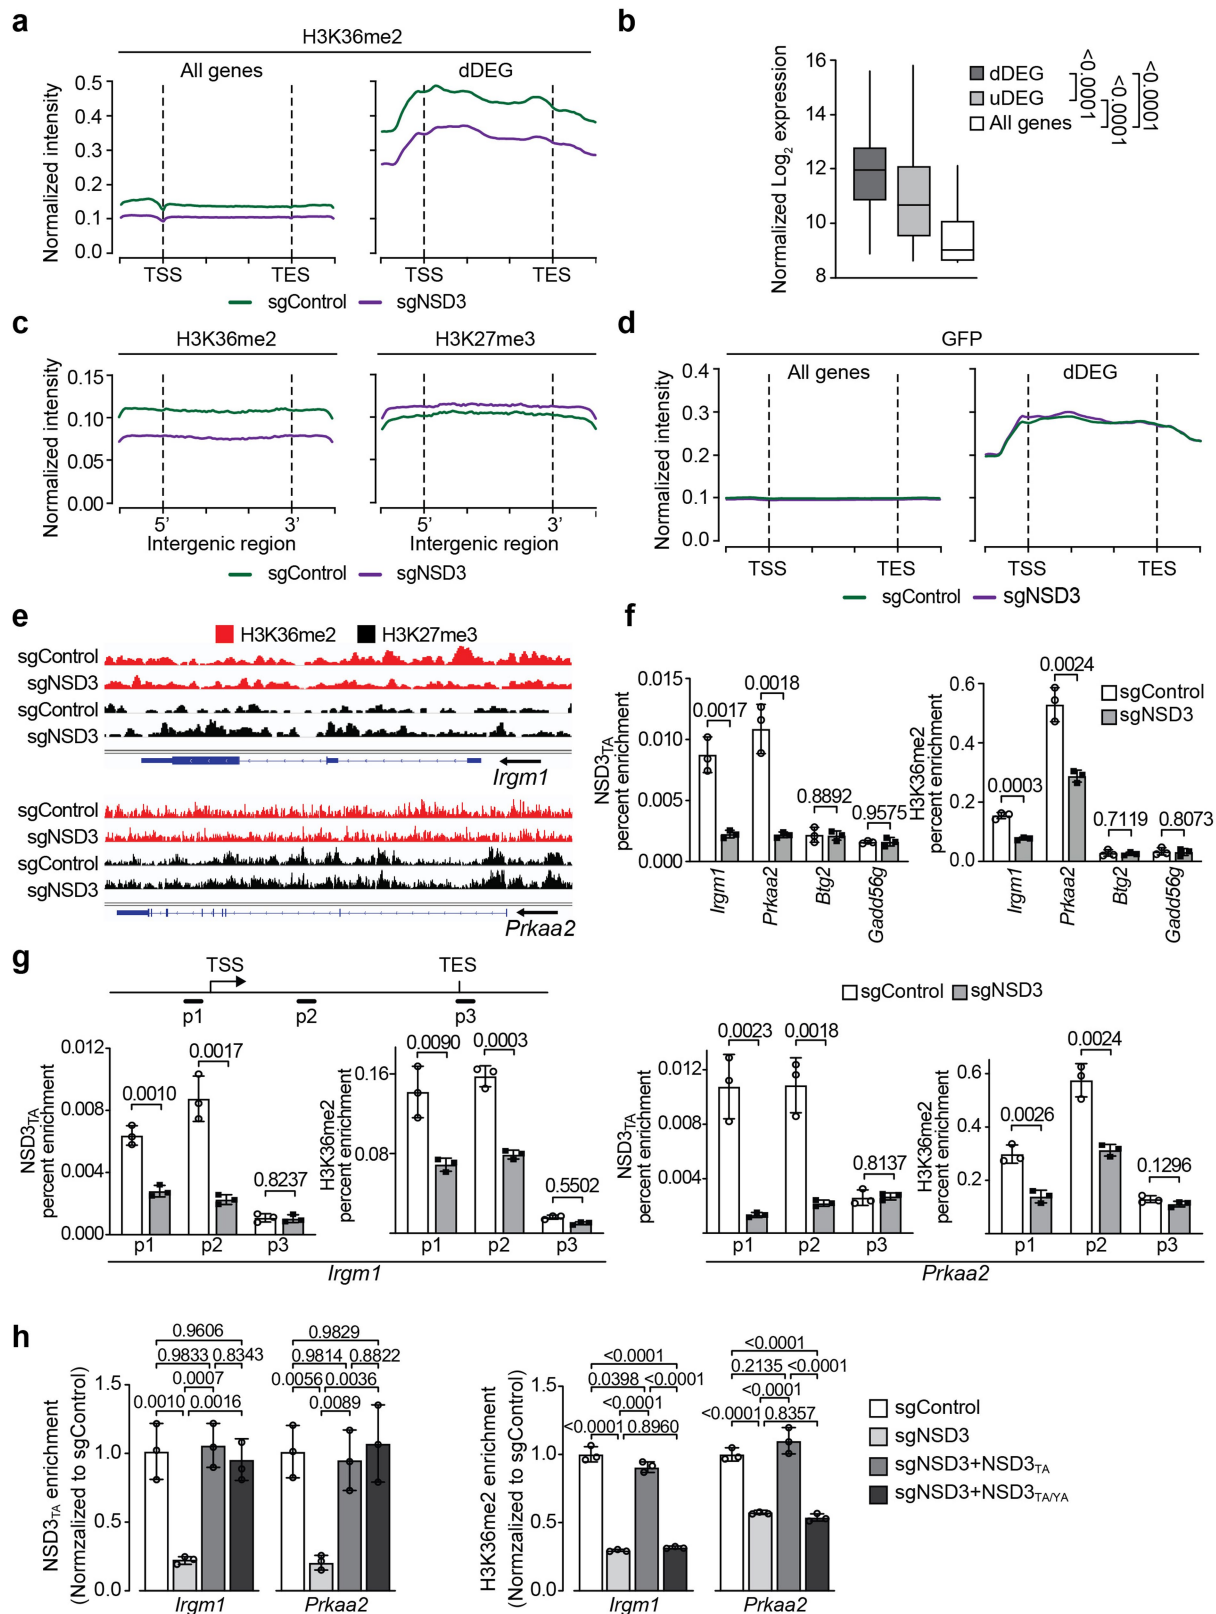 a
H3K36me2
All genes
dDEG
Normalized intensity
0.5
0.4
0.3
0.2
0.1
0.0
TSS
TES
TSS
TES
sgControl
sgNSD3
b
Normalized Log2 expression
16
14
12
10
8
dDEG
uDEG
All genes
<0.0001
<0.0001
<0.0001
c
H3K36me2
H3K27me3
Normalized intensity
0.15
0.10
0.05
0.00
5’
3’
5’
3’
Intergenic region
Intergenic region
sgControl
sgNSD3
d
GFP
All genes
dDEG
Normalized intensity
0.4
0.3
0.2
0.1
0.0
TSS
TES
TSS
TES
sgControl
sgNSD3
e
H3K36me2
H3K27me3
sgControl
sgNSD3
sgControl
sgNSD3
Irgm1
sgControl
sgNSD3
sgControl
sgNSD3
Prkaa2
f
NSD3TA
percent enrichment
0.015
0.010
0.005
0.000
0.0017
0.0018
0.8892
0.9575
Irgm1
Prkaa2
Btg2
Gadd56g
H3K36me2
percent enrichment
0.6
0.4
0.2
0.0
0.0003
0.0024
0.7119
0.8073
Irgm1
Prkaa2
Btg2
Gadd56g
sgControl
sgNSD3
g
TSS
TES
p1
p2
p3
sgControl
sgNSD3
NSD3TA
percent enrichment
0.012
0.008
0.004
0.000
0.0010
0.0017
0.8237
p1
p2
p3
H3K36me2
percent enrichment
0.16
0.08
0.0090
0.0003
0.5502
p1
p2
p3
Irgm1
NSD3TA
percent enrichment
0.012
0.008
0.004
0.0023
0.0018
0.8137
p1
p2
p3
H3K36me2
percent enrichment
0.6
0.4
0.2
0.0026
0.0024
0.1296
p1
p2
p3
Prkaa2
h
NSD3TA enrichment
(Normzalized to sgControl)
1.5
1.0
0.5
0.0
0.9606
0.9833 0.8343
0.0007
0.0010 0.0016
0.9829
0.9814 0.8822
0.0056 0.0036
0.0089
Irgm1
Prkaa2
H3K36me2 enrichment
(Normzalized to sgControl)
1.5
1.0
0.5
0.0
<0.0001
0.0398 <0.0001
<0.0001
<0.0001 0.8960
<0.0001
0.2135 <0.0001
<0.0001
<0.0001 0.8357
Irgm1
Prkaa2
sgControl
sgNSD3
sgNSD3+NSD3TA
sgNSD3+NSD3TA/YA